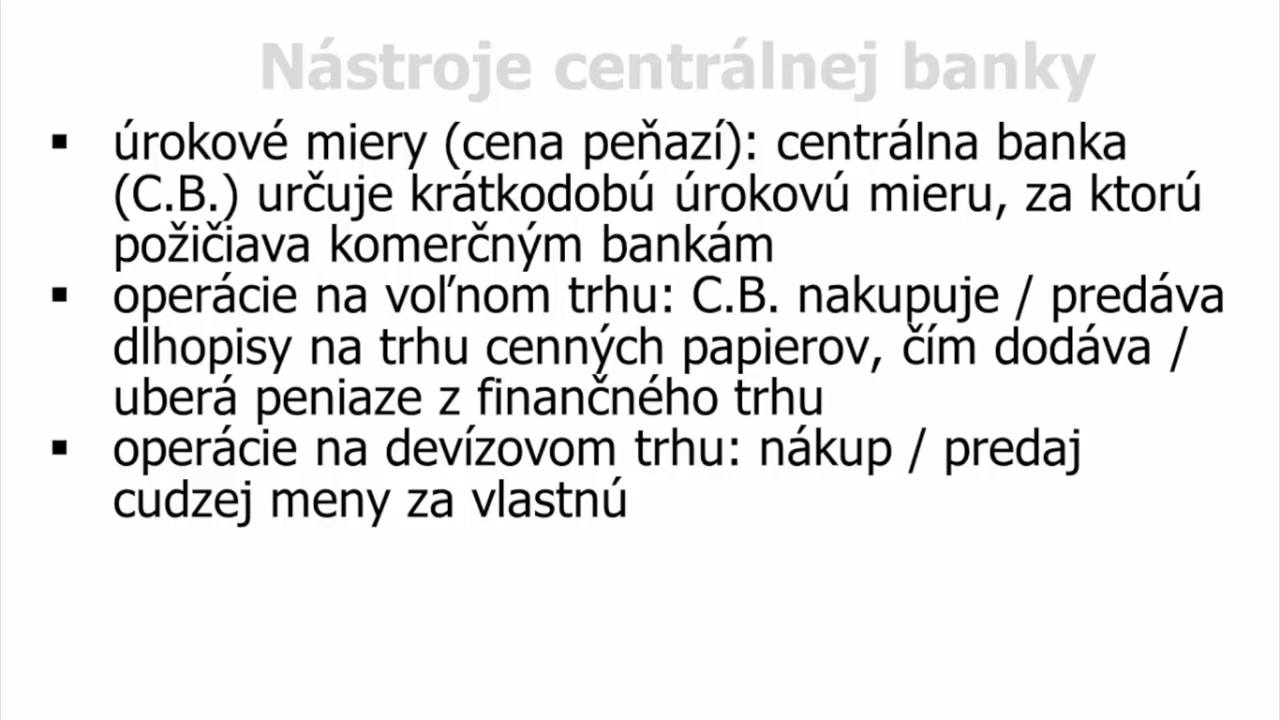 Nástroje centrálnej banky
▪ úrokové miery (cena peňazí): centrálna banka
(C.B.) určuje krátkodobú úrokovú mieru, za ktorú
požičiava komerčným bankám
▪ operácie na voľnom trhu: C.B. nakupuje / predáva
dlhopisy na trhu cenných papierov, čím dodáva /
uberá peniaze z finančného trhu
▪ operácie na devízovom trhu: nákup / predaj
cudzej meny za vlastnú